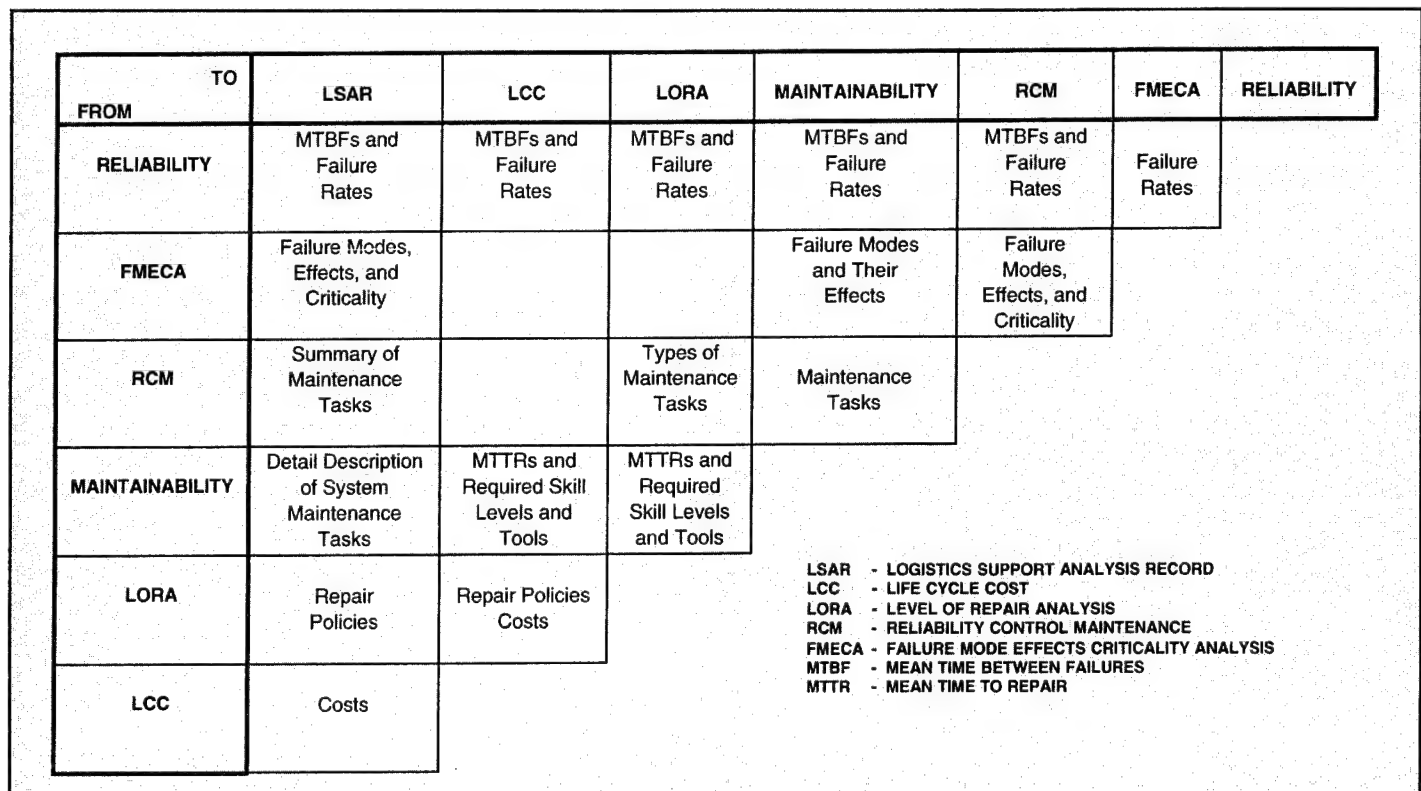 TO
FROM
LSAR
LCC
LORA
MAINTAINABILITY
RCM
FMECA
RELIABILITY
RELIABILITY
MTBFs and
Failure
Rates
MTBFs and
Failure
Rates
MTBFs and
Failure
Rates
MTBFs and
Failure
Rates
MTBFs and
Failure
Rates
Failure
Rates
FMECA
Failure Modes,
Effects, and
Criticality
Failure Modes
and Their
Effects
Failure
Modes,
Effects, and
Criticality
RCM
Summary of
Maintenance
Tasks
Types of
Maintenance
Tasks
Maintenance
Tasks
MAINTAINABILITY
Detail Description
of System
Maintenance
Tasks
MTTRs and
Required Skill
Levels and
Tools
MTTRs and
Required
Skill Levels
and Tools
LORA
Repair
Policies
Repair Policies
Costs
LCC
Costs
LSAR - LOGISTICS SUPPORT ANALYSIS RECORD
LCC - LIFE CYCLE COST
LORA - LEVEL OF REPAIR ANALYSIS
RCM - RELIABILITY CONTROL MAINTENANCE
FMECA - FAILURE MODE EFFECTS CRITICALITY ANALYSIS
MTBF - MEAN TIME BETWEEN FAILURES
MTTR - MEAN TIME TO REPAIR